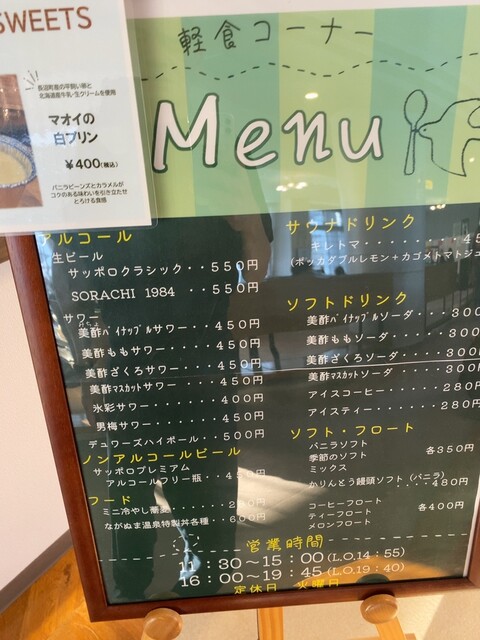 SWEETS
長沼町産の平飼い卵と
北海道産牛乳・生クリームを使用
マオイの
白プリン
¥400(税込)
バニラビーンズとカラメルが
コクのある味わいを引き立たせ
とろける食感
軽食コーナー
Menu
アルコール
生ビール
サッポロクラシック・・550円
SORACHI 1984 ・・550円
サワー
美酢パイナップルサワー・・450円
美酢ももサワー・・・・450円
美酢ざくろサワー・・・450円
美酢マスカットサワー ・・・450円
氷彩サワー・・・・・・400円
男梅サワー・・・・・・450円
デュワーズハイボール・・500円
ノンアルコールビール
サッポロプレミアム
アルコールフリー瓶・・450円
フード
ミニ冷やし蕎麦
ながぬま温泉特製丼各種・・600円
サウナドリンク
キレトマ・・・・・・・・45
(ポッカダブルレモン+カゴメトマトジュ
ソフトドリンク
美酢パイナップルソーダ・・・300
美酢ももソーダ・・・・・300
美酢ざくろソーダ・・・・300円
美酢マスカットソーダ ・・・・300円
アイスコーヒー・・・・・280円
アイスティー・・・・・・280円
ソフト・フロート
バニラソフト
季節のソフト 各350円
ミックス
かりんとう饅頭ソフト(バニラ)
・・・・480円
コーヒーフロート
ティーフロート 各400円
メロンフロート
営業時間
11:30~15:00(L.O.14:55)
16:00~19:45(L.O.19:40)
定休日 火曜日